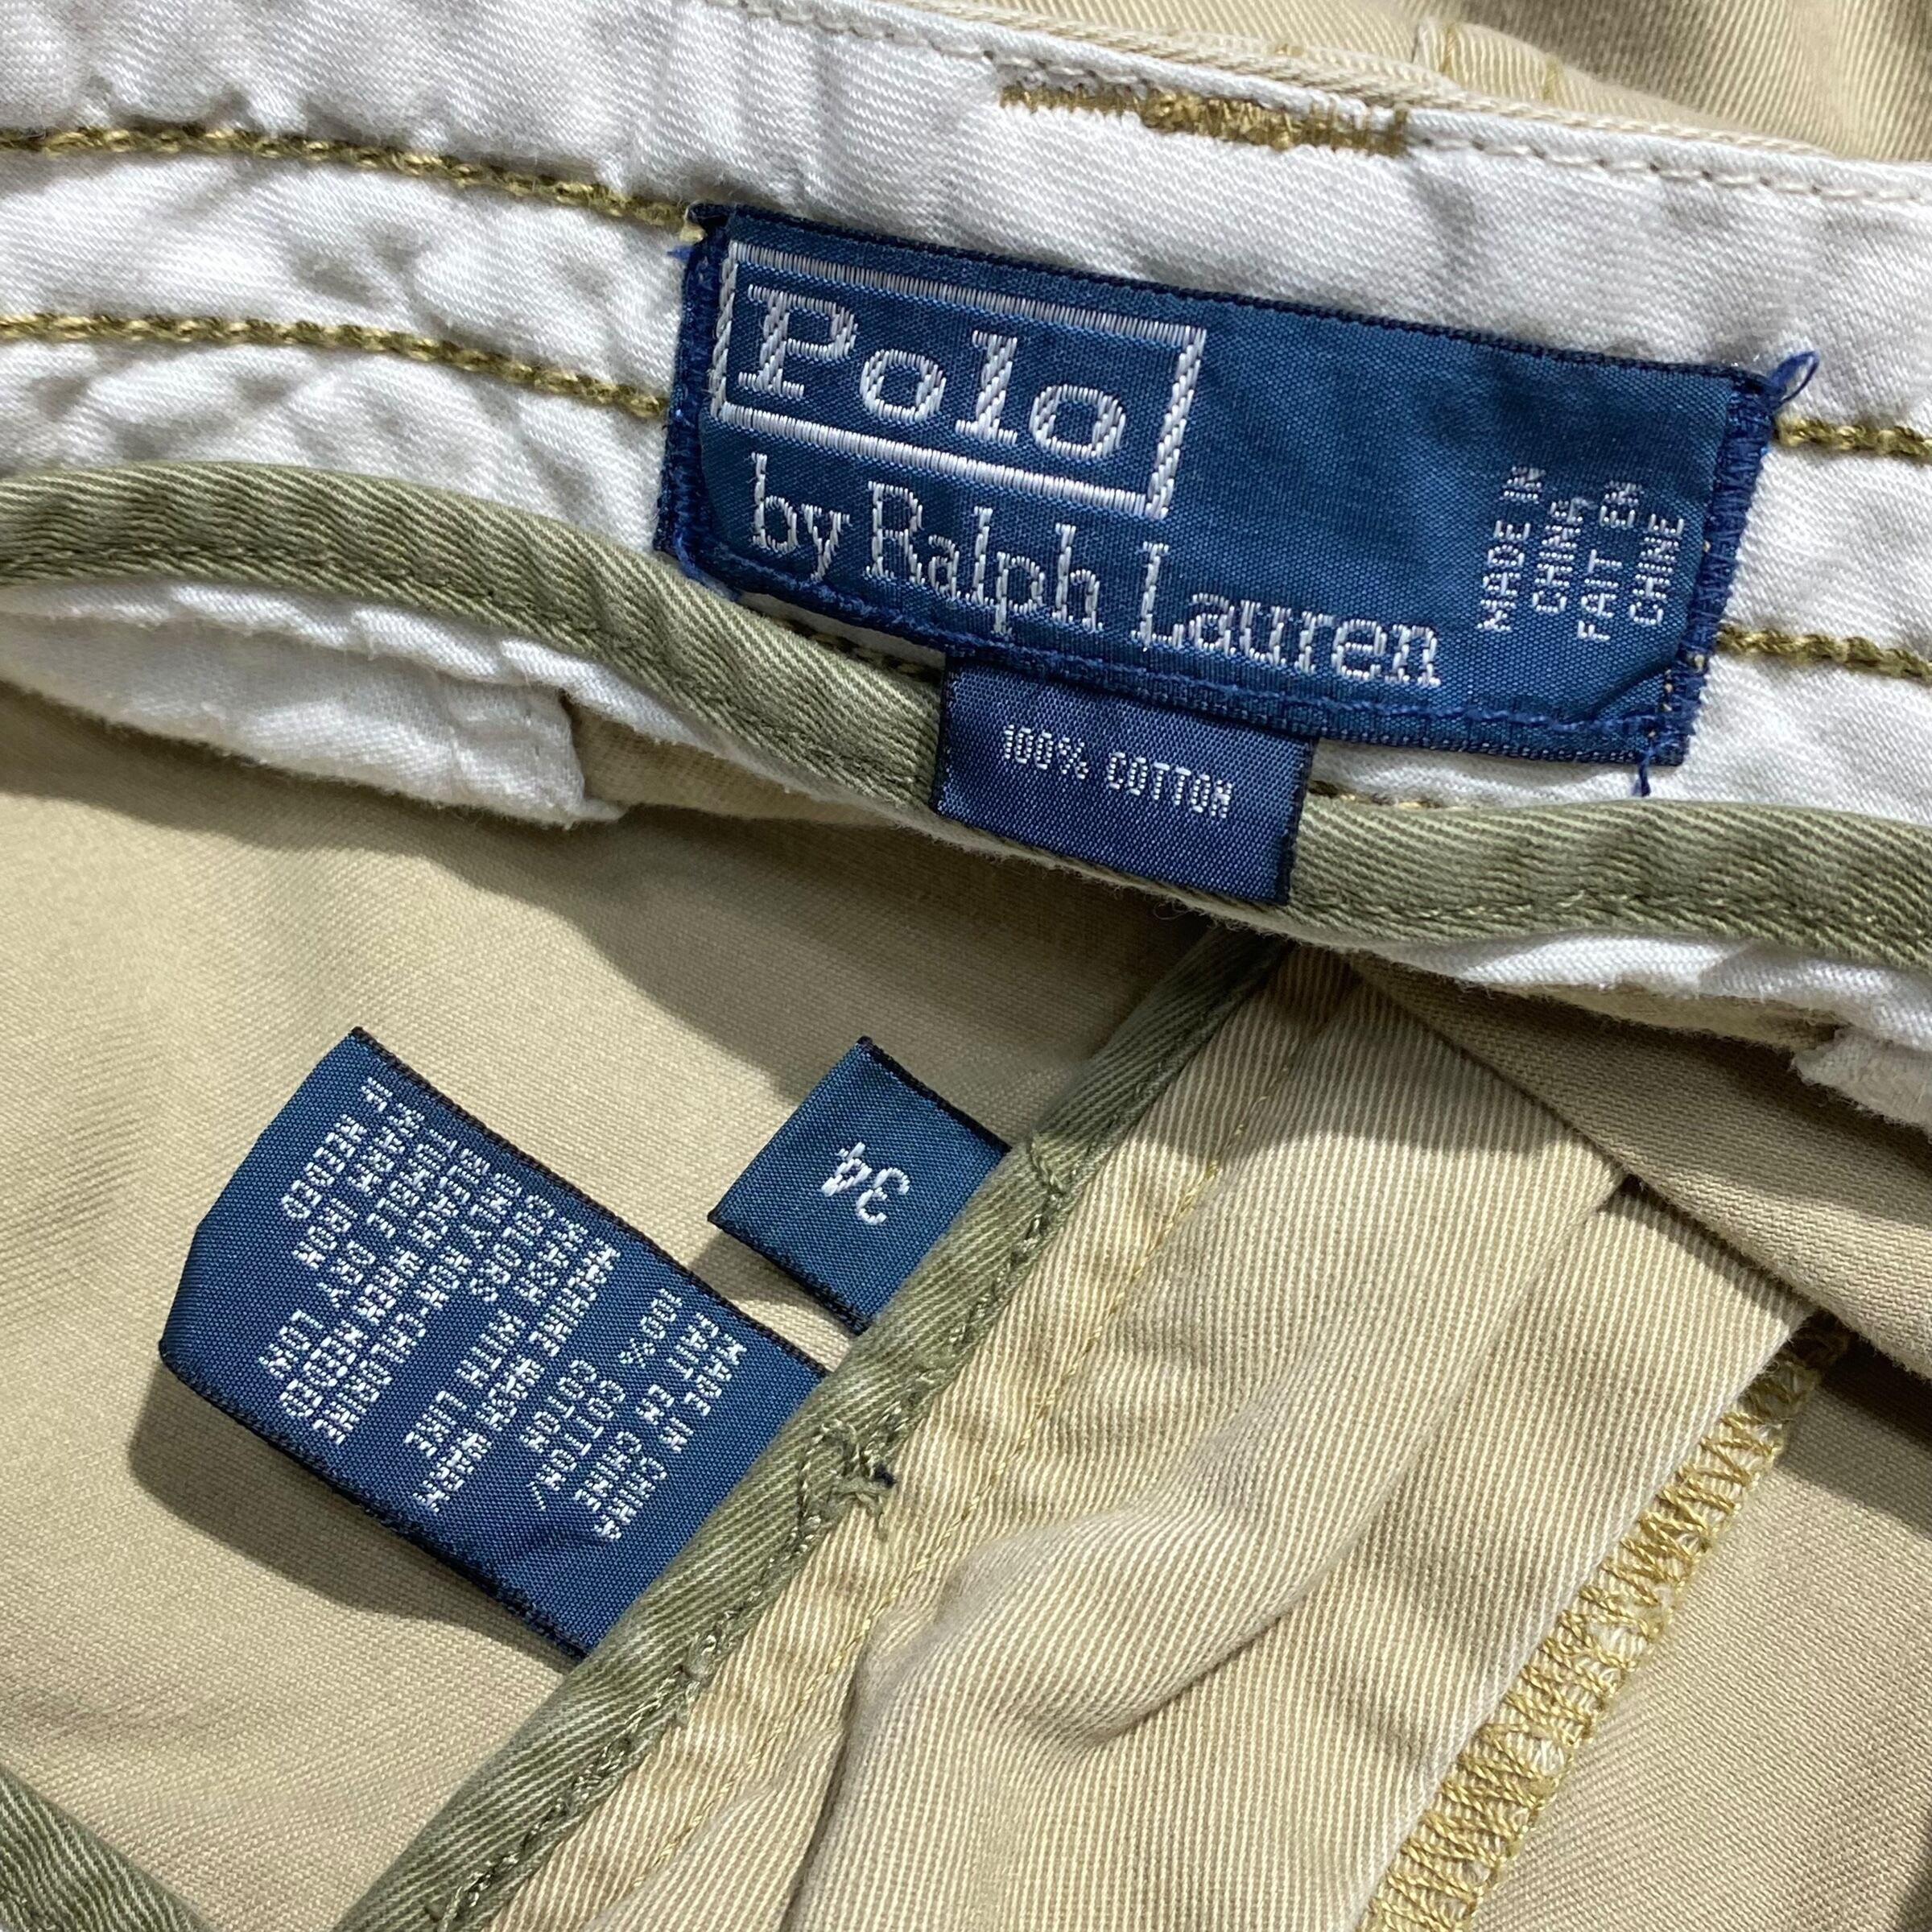 Polo
by Ralph Lauren
MADE IN
CHINA
FAIT EN
CHINE
100% COTTON
34
MADE IN CHINA
FAIT EN CHINE
100% COTTON/
COTON
MACHINE WASH WARM
WASH WITH LIKE
COLORS
ONLY NON-CHLORINE
BLEACH WHEN NEEDED
TUMBLE DRY LOW
WARM IRON
IF NEEDED